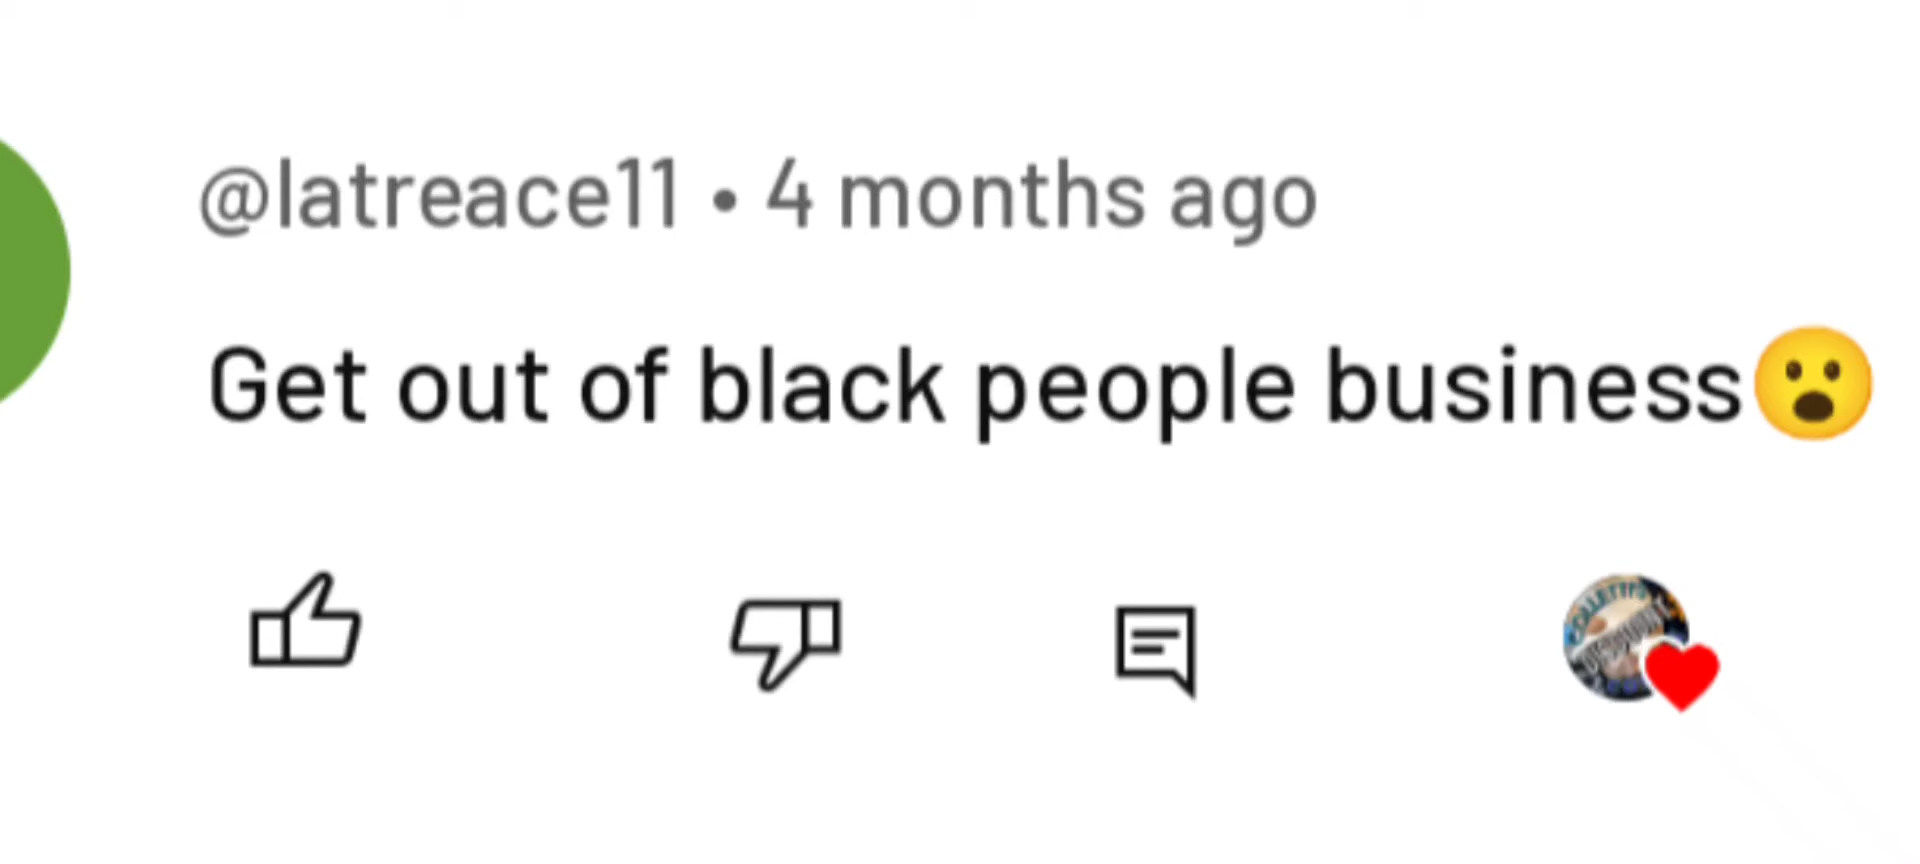 @latreace11 • 4 months ago
Get out of black people business😮